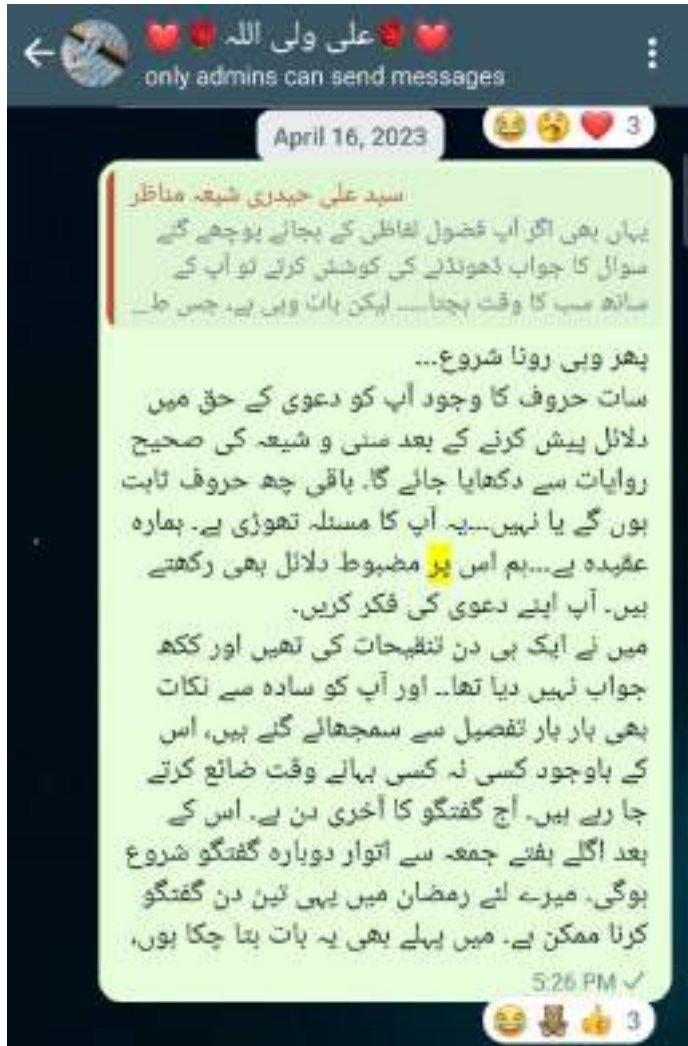 ❤️🌹علی ولی اللہ 🌹❤️
only admins can send messages
😂 🥱 ❤️ 3
April 16, 2023
سید علی حیدری شیعہ مناظر
یہاں بھی اگر آپ فضول لفاظی کے بجائے پوچھے گئے
سوال کا جواب ڈھونڈنے کی کوشش کرتے تو آپ کے
ساتھ سب کا وقت بچتا.... لیکن بات وہی ہے، جس ط...
پھر وہی رونا شروع...
سات حروف کا وجود آپ کو دعوی کے حق میں
دلائل پیش کرنے کے بعد سنی و شیعہ کی صحیح
روایات سے دکھایا جائے گا۔ باقی چھ حروف ثابت
ہوں گے یا نہیں...یہ آپ کا مسئلہ تھوڑی ہے۔ ہمارہ
عقیدہ ہے...ہم اس پر مضبوط دلائل بھی رکھتے
ہیں۔ آپ اپنے دعوی کی فکر کریں۔
میں نے ایک ہی دن تنقیحات کی تھیں اور ککھ
جواب نہیں دیا تھا۔۔ اور آپ کو سادہ سے نکات
بھی بار بار تفصیل سے سمجھائے گئے ہیں، اس
کے باوجود کسی نہ کسی بہانے وقت ضائع کرتے
جا رہے ہیں۔ آج گفتگو کا آخری دن ہے۔ اس کے
بعد اگلے ہفتے جمعہ سے اتوار دوبارہ گفتگو شروع
ہوگی۔ میرے لئے رمضان میں یہی تین دن گفتگو
کرنا ممکن ہے۔ میں پہلے بھی یہ بات بتا چکا ہوں،
5:26 PM ✓
😂 🧸 👍 3